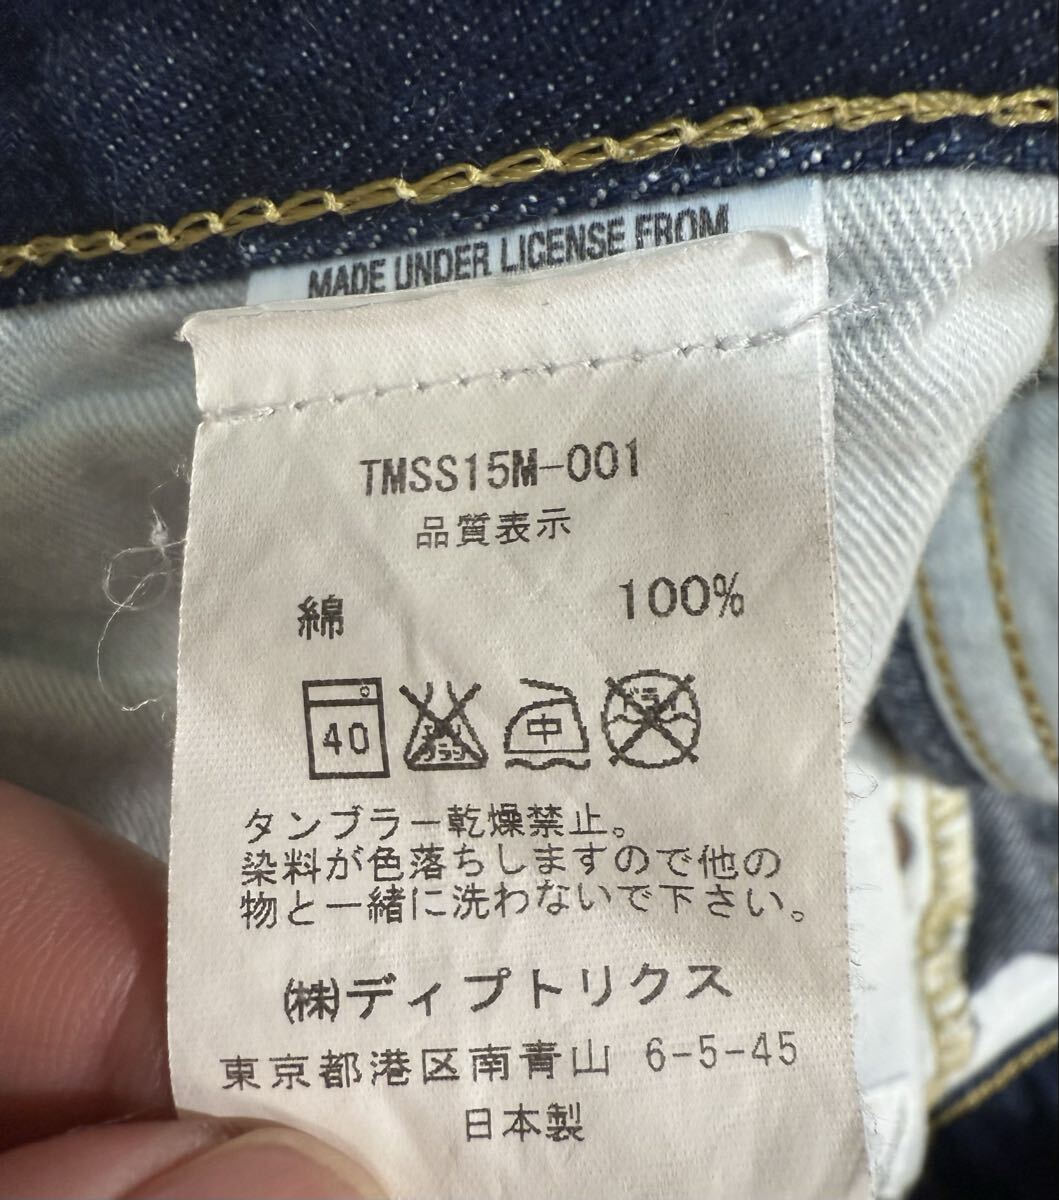 MADE UNDER LICENSE FROM
TMSS15M-001
品質表示
綿 100%
40 中 ドライ
タンブラー乾燥禁止。
染料が色落ちしますので他の
物と一緒に洗わないで下さい。
(株)ディプトリクス
東京都港区南青山 6-5-45
日本製